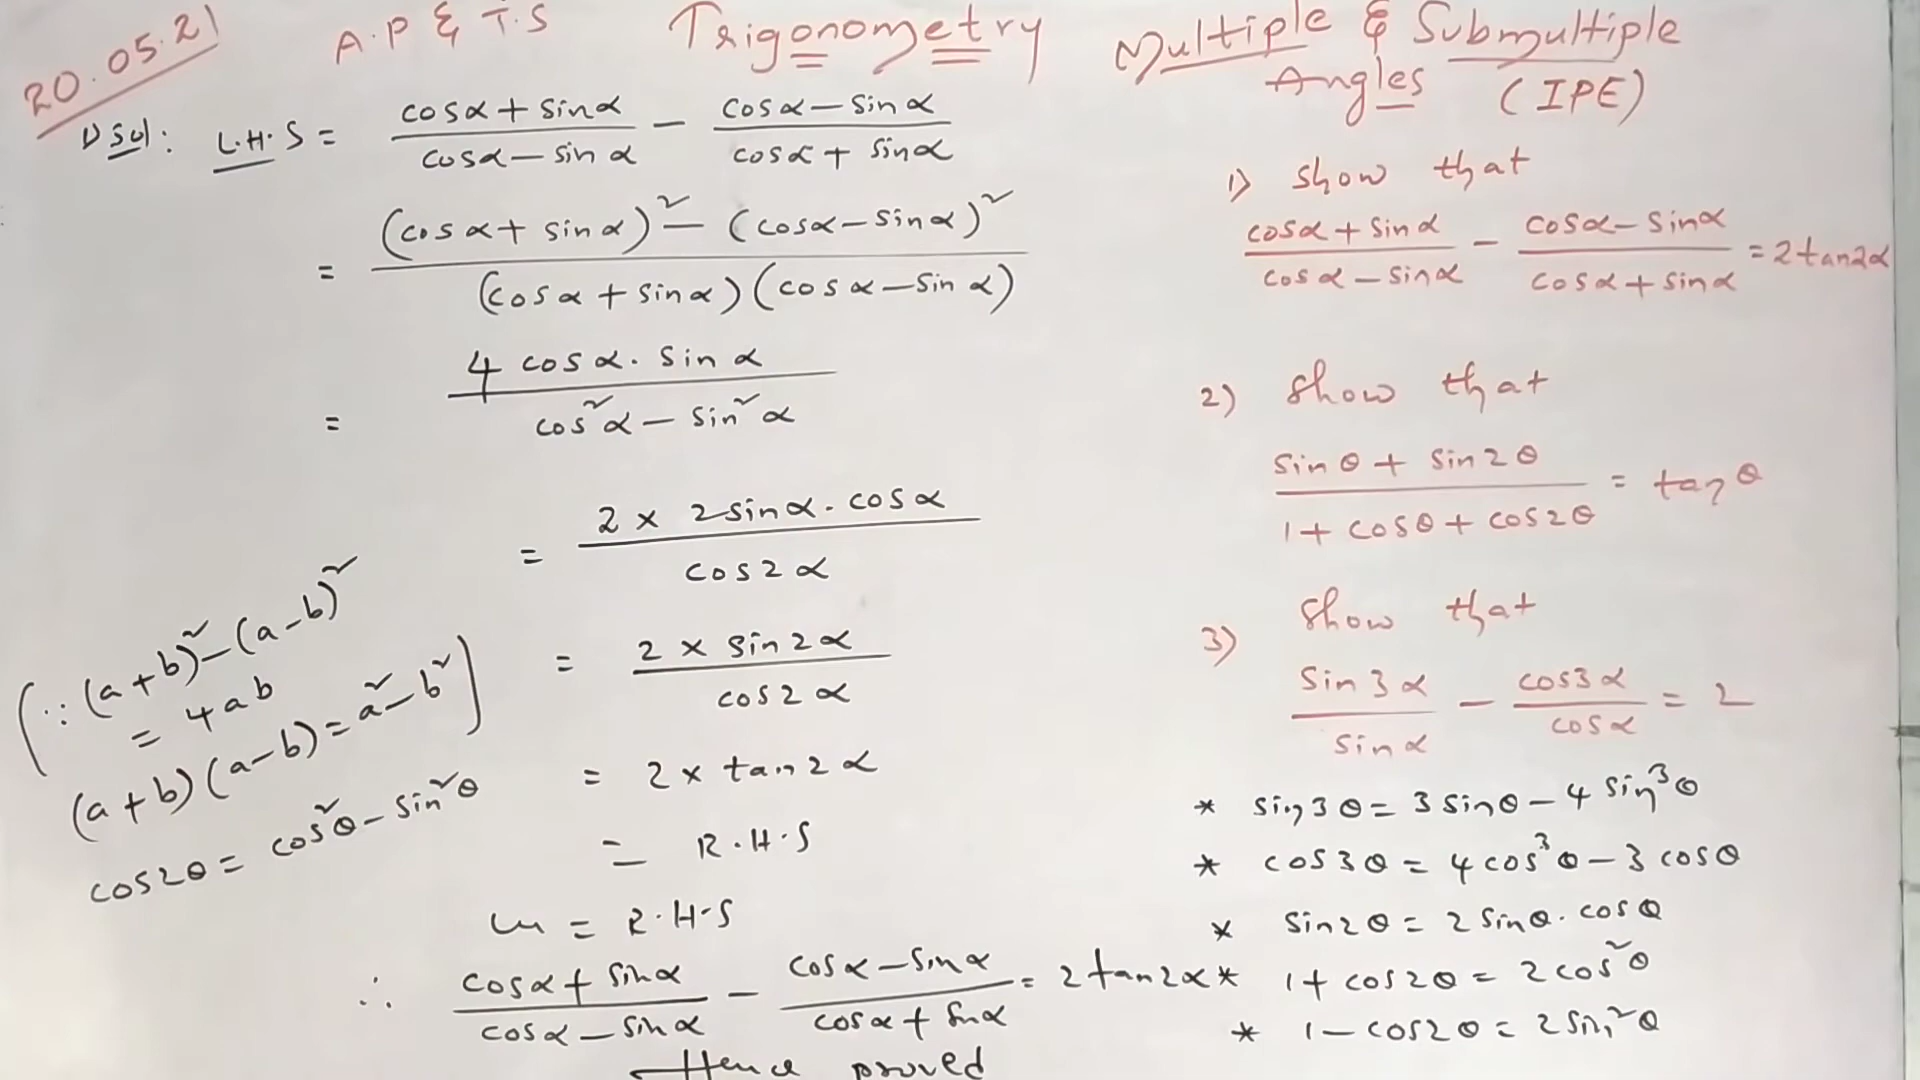 20.05.21
A.P & T.S
Trigonometry
Multiple & Submultiple
Angles (IPE)
1) Sol: L.H.S = (cosα + sinα)/(cosα − sinα) − (cosα − sinα)/(cosα + sinα)
= ((cosα + sinα)² − (cosα − sinα)²)/((cosα + sinα)(cosα − sinα))
= (4 cosα. sinα)/(cos²α − sin²α)
= (2 × 2sinα. cosα)/(cos2α)
= (2 × sin2α)/(cos2α)
= 2 × tan2α
= R.H.S
= R.H.S
∴ (cosα + sinα)/(cosα − sinα) − (cosα − sinα)/(cosα + sinα) = 2tan2α
Hence proved
(∵ (a+b)² − (a−b)²
= 4ab
(a+b)(a−b) = a² − b²)
cos2θ = cos²θ − sin²θ
1) show that
(cosα + sinα)/(cosα − sinα) − (cosα − sinα)/(cosα + sinα) = 2tan2α
2) show that
(sinθ + sin2θ)/(1 + cosθ + cos2θ) = tanθ
3) show that
(sin3α)/(sinα) − (cos3α)/(cosα) = 2
* sin3θ = 3sinθ − 4sin³θ
* cos3θ = 4cos³θ − 3cosθ
* sin2θ = 2sinθ.cosθ
* 1 + cos2θ = 2cos²θ
* 1 − cos2θ = 2sin²θ